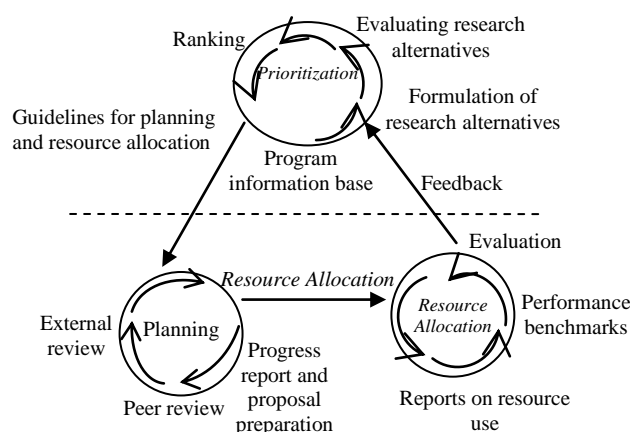 Ranking
Evaluating research
alternatives
Prioritization
Formulation of
research alternatives
Guidelines for planning
and resource allocation
Program
information base
Feedback
Evaluation
Resource Allocation
Planning
External
review
Resource
Allocation
Performance
benchmarks
Progress
report and
proposal
preparation
Peer review
Reports on resource
use